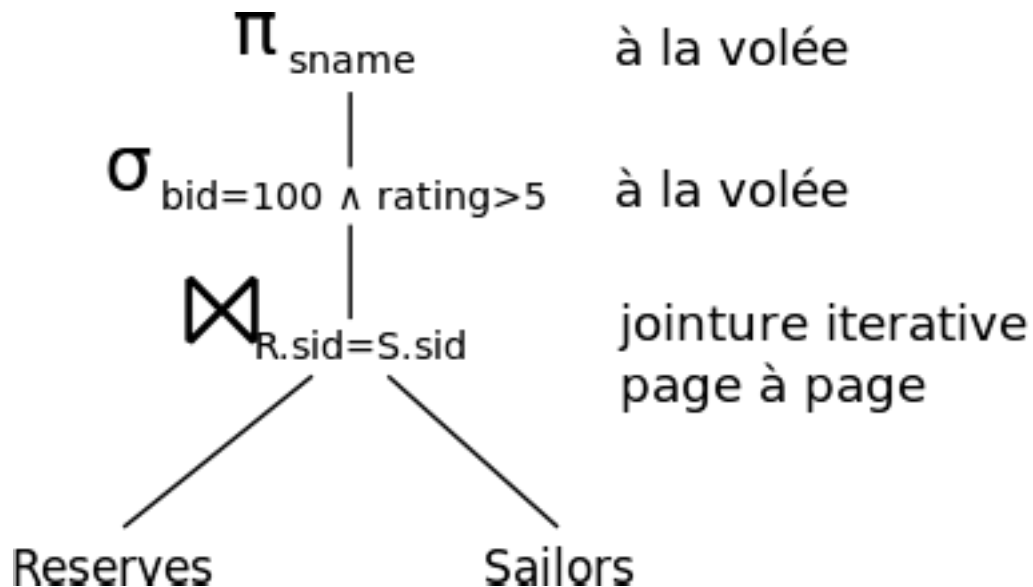 π sname à la volée
σ bid=100 ∧ rating>5 à la volée
⋈ R.sid=S.sid jointure iterative
page à page
Reserves Sailors